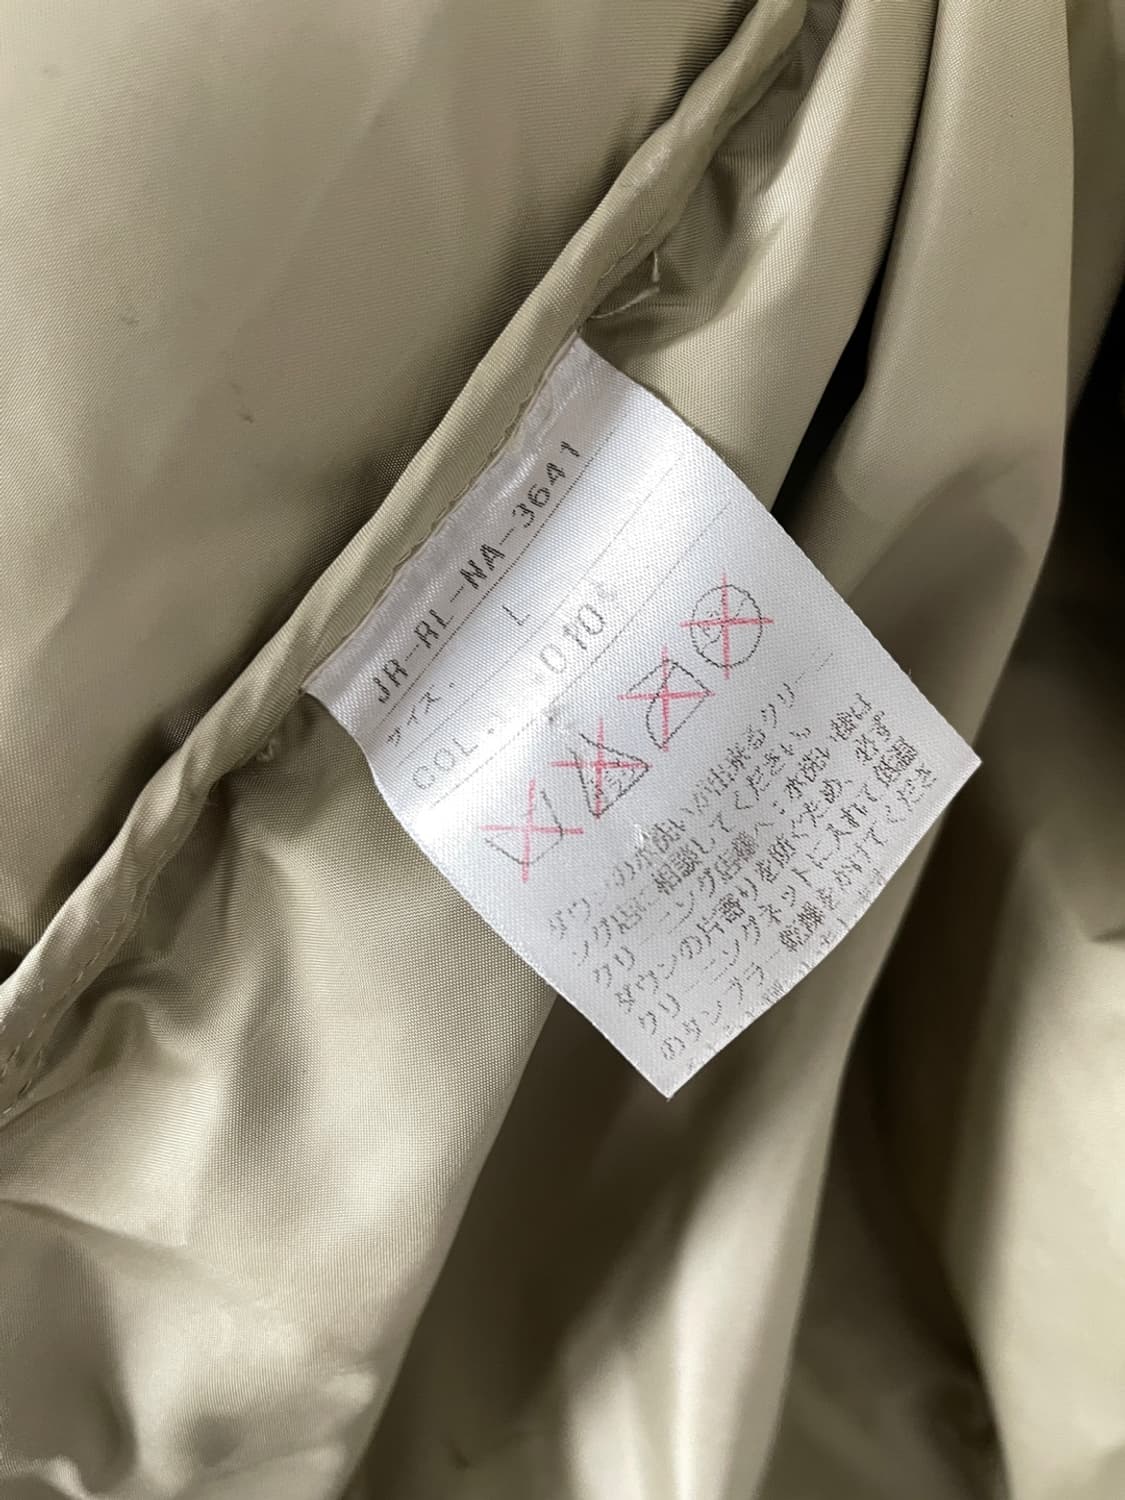 JR-RL-NA-3641
サイズ. L
COL. 010
ダウンの水洗いが出来るクリー
ング店に相談してください。
クリーニング店様へ:水洗い後は
ダウンの片寄りを防ぐため、必ず
クリーニングネットに入れて低温
のタンブラー乾燥をかけてくださ